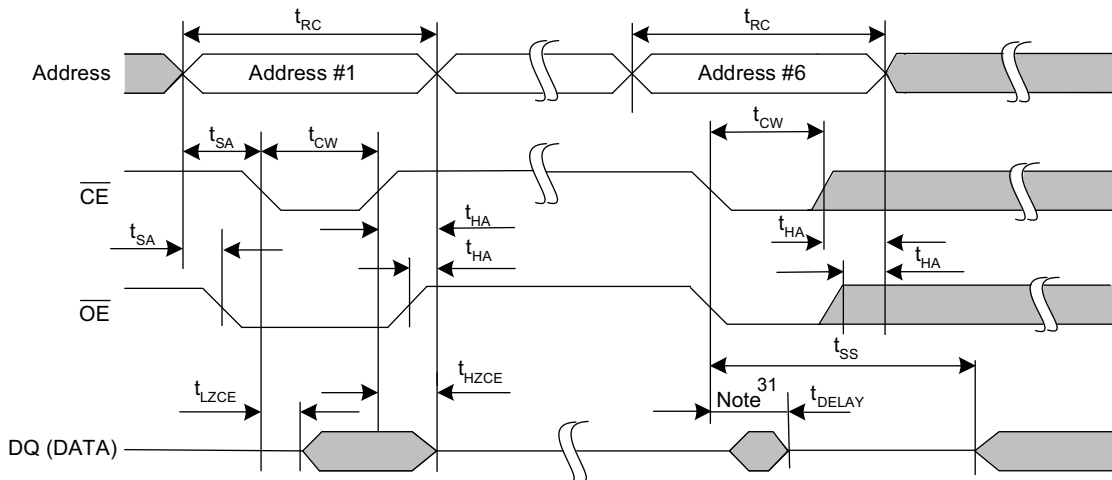 tRC tRC
Address Address #1 Address #6
tSA tCW tCW
CE
tSA tHA tHA
tHA tHA
OE
tSS
tLZCE tHZCE Note31 tDELAY
DQ (DATA)